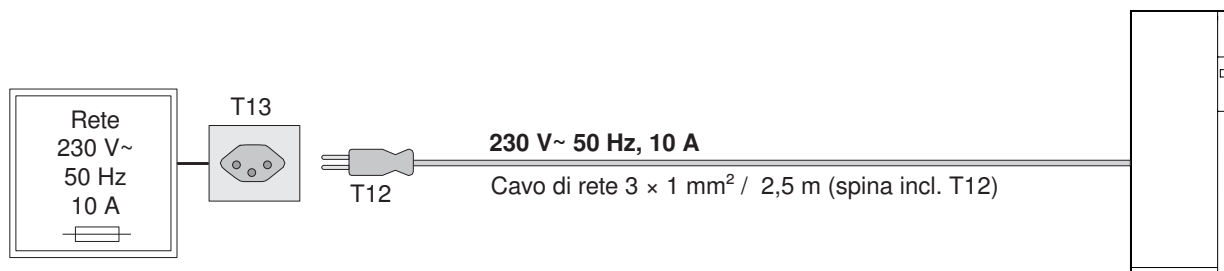 Rete
230 V~
50 Hz
10 A
T13
T12
230 V~ 50 Hz, 10 A
Cavo di rete 3 × 1 mm² / 2,5 m (spina incl. T12)